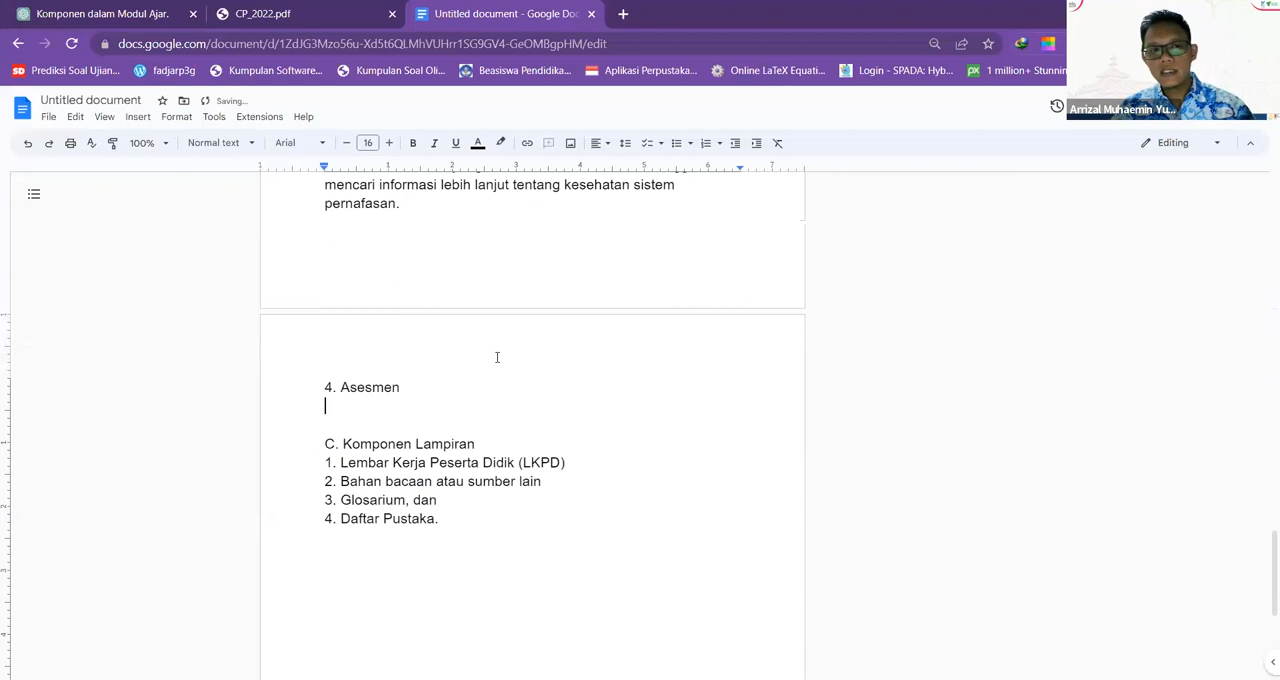 Komponen dalam Modul Ajar.
CP_2022.pdf
Untitled document - Google Doc
docs.google.com/document/d/1ZdJG3Mzo56u-Xd5t6QLMhVUHrr1SG9GV4-GeOMBgpHM/edit
Prediksi Soal Ujian...
fadjarp3g
Kumpulan Software...
Kumpulan Soal Oli...
Beasiswa Pendidika...
Aplikasi Perpustaka...
Online LaTeX Equati...
Login - SPADA: Hyb...
1 million+ Stunnin
Arrizal Muhaemin Yu...
Untitled document
Saving...
File Edit View Insert Format Tools Extensions Help
100%
Normal text
Arial
16
Editing
mencari informasi lebih lanjut tentang kesehatan sistem
pernafasan.
4. Asesmen
C. Komponen Lampiran
1. Lembar Kerja Peserta Didik (LKPD)
2. Bahan bacaan atau sumber lain
3. Glosarium, dan
4. Daftar Pustaka.